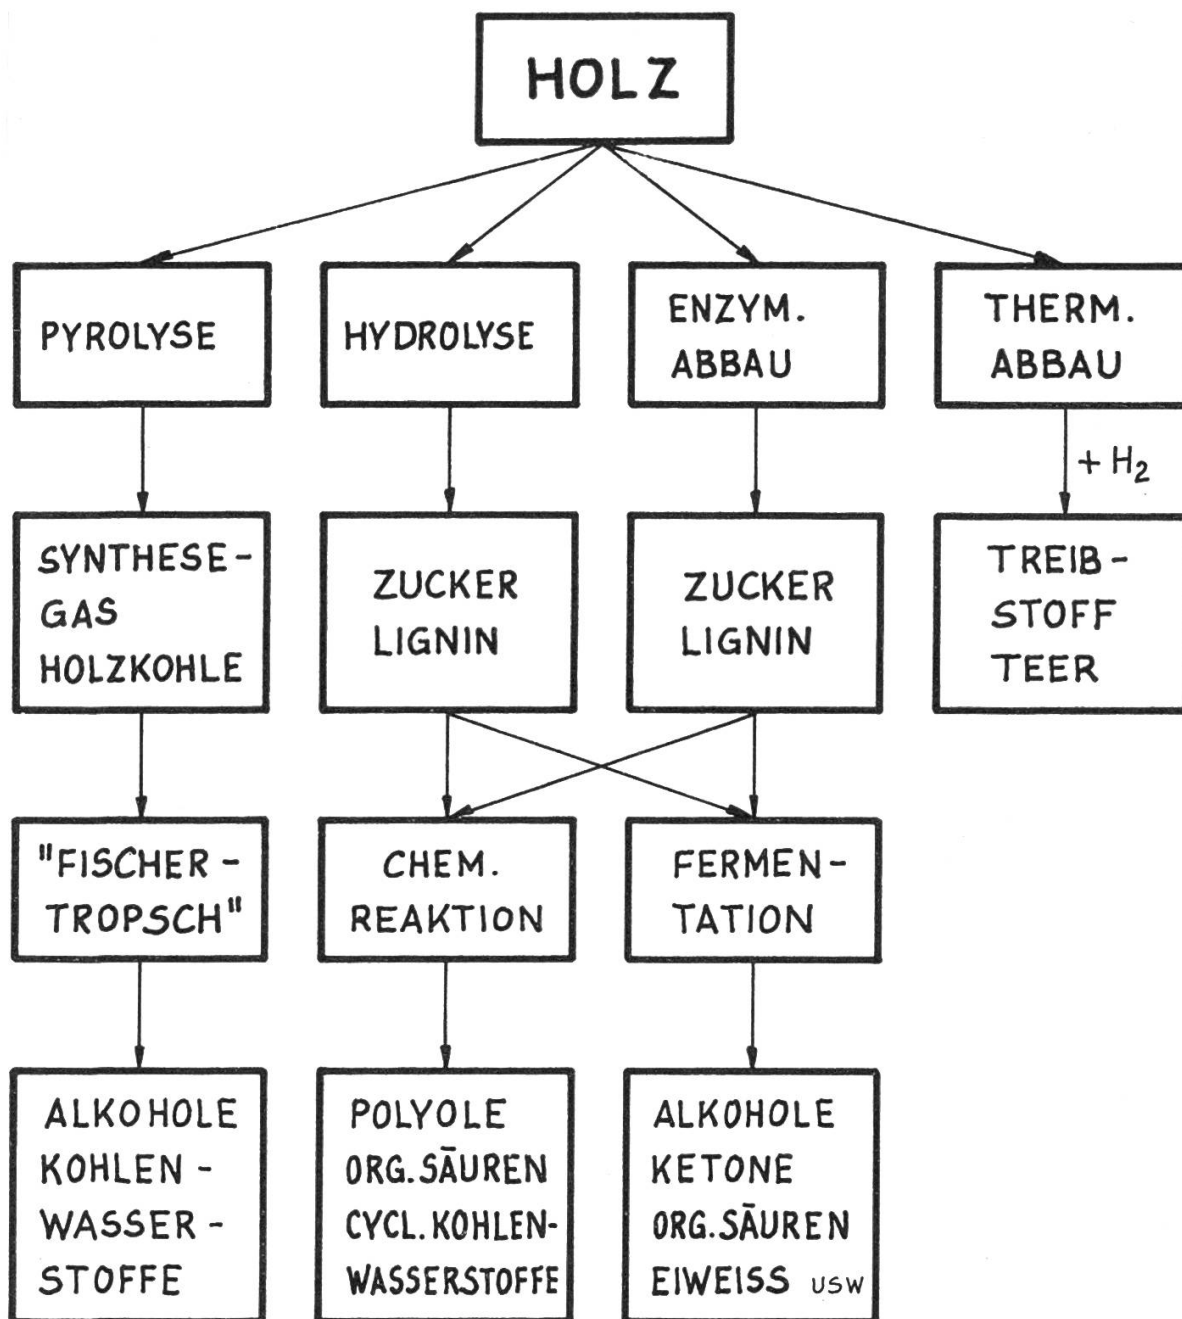 HOLZ
PYROLYSE
HYDROLYSE
ENZYM.
ABBAU
THERM.
ABBAU
+ H₂
SYNTHESE-
GAS
HOLZKOHLE
ZUCKER
LIGNIN
ZUCKER
LIGNIN
TREIB-
STOFF
TEER
"FISCHER-
TROPSCH"
CHEM.
REAKTION
FERMEN-
TATION
ALKOHOLE
KOHLEN-
WASSER-
STOFFE
POLYOLE
ORG. SÄUREN
CYCL. KOHLEN-
WASSERSTOFFE
ALKOHOLE
KETONE
ORG. SÄUREN
EIWEISS USW